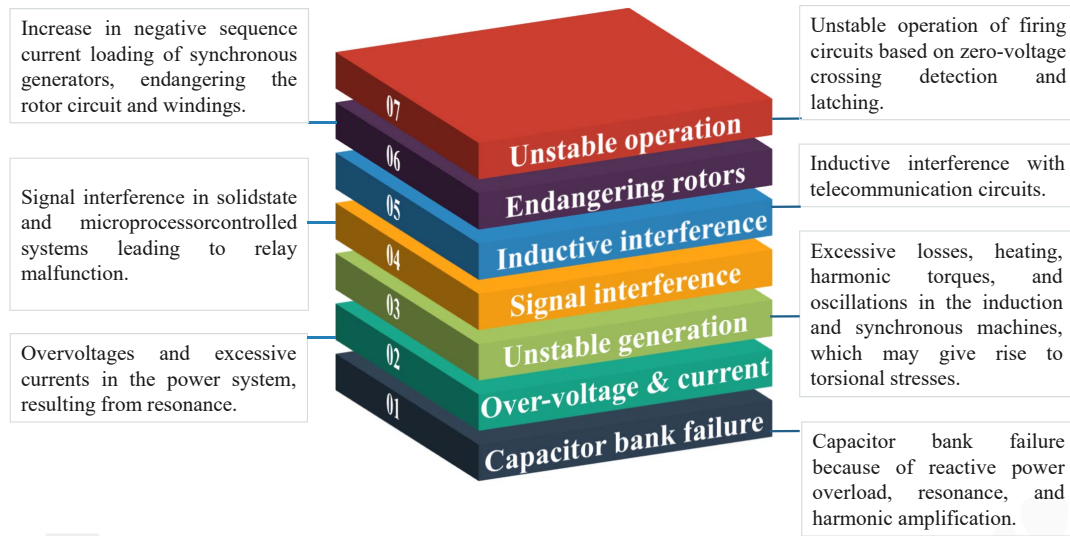 Increase in negative sequence
current loading of synchronous
generators, endangering the
rotor circuit and windings.
Signal interference in solidstate
and microprocessorcontrolled
systems leading to relay
malfunction.
Overvoltages and excessive
currents in the power system,
resulting from resonance.
07
Unstable operation
06
Endangering rotors
05
Inductive interference
04
Signal interference
03
Unstable generation
02
Over-voltage & current
01
Capacitor bank failure
Unstable operation of firing
circuits based on zero-voltage
crossing detection and
latching.
Inductive interference with
telecommunication circuits.
Excessive losses, heating,
harmonic torques, and
oscillations in the induction
and synchronous machines,
which may give rise to
torsional stresses.
Capacitor bank failure
because of reactive power
overload, resonance, and
harmonic amplification.